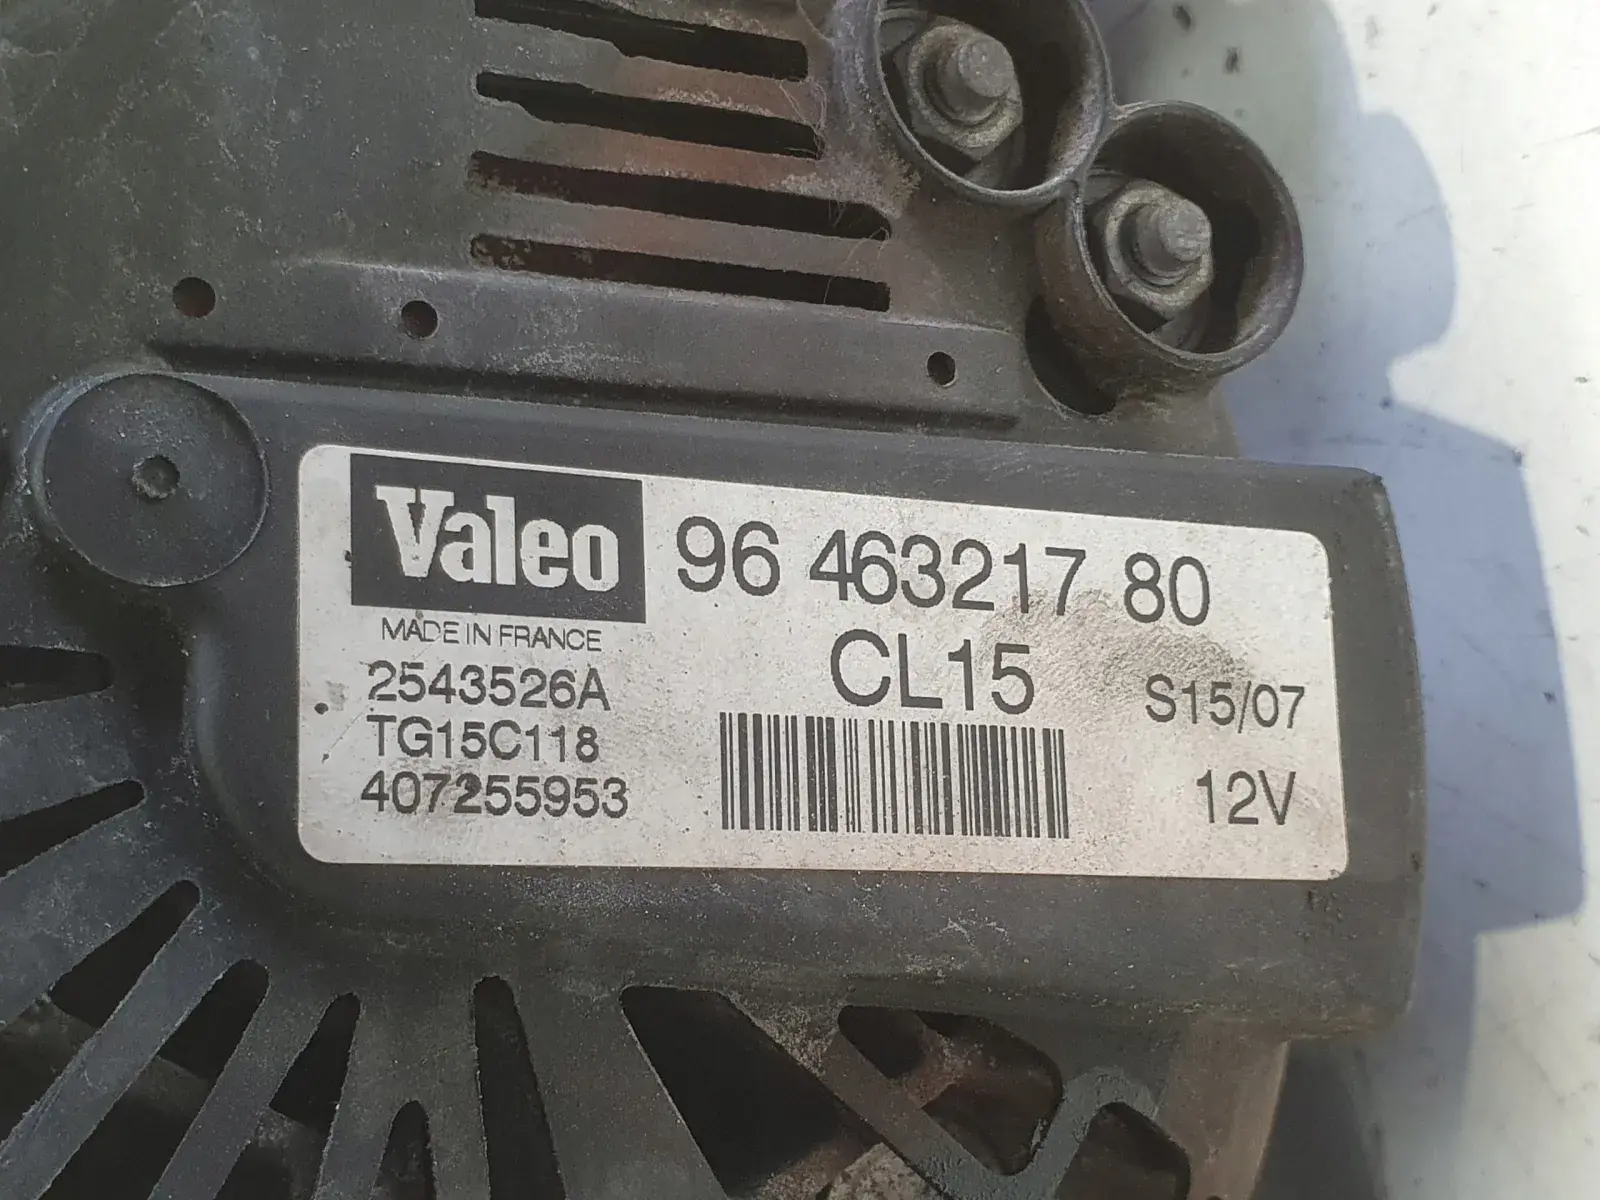 Valeo
96 463217 80
MADE IN FRANCE
CL15
2543526A
S15/07
TG15C118
407255953
12V